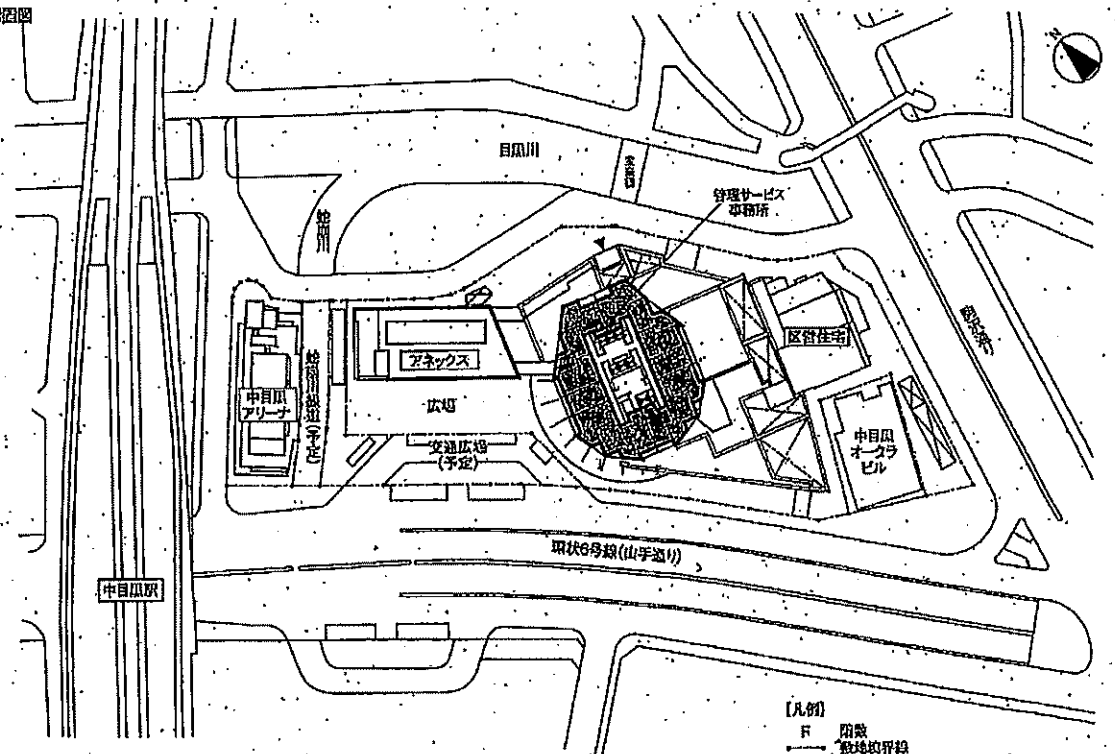 置図
N
目黒川
管理サービス
事務所
蛇崩川
アネックス
区営住宅
駒沢通り
中目黒
アリーナ
蛇崩川緑道(予定)
広場
交通広場
(予定)
中目黒
オークラ
ビル
環状6号線(山手通り)
中目黒駅
【凡例】
F 階数
敷地境界線